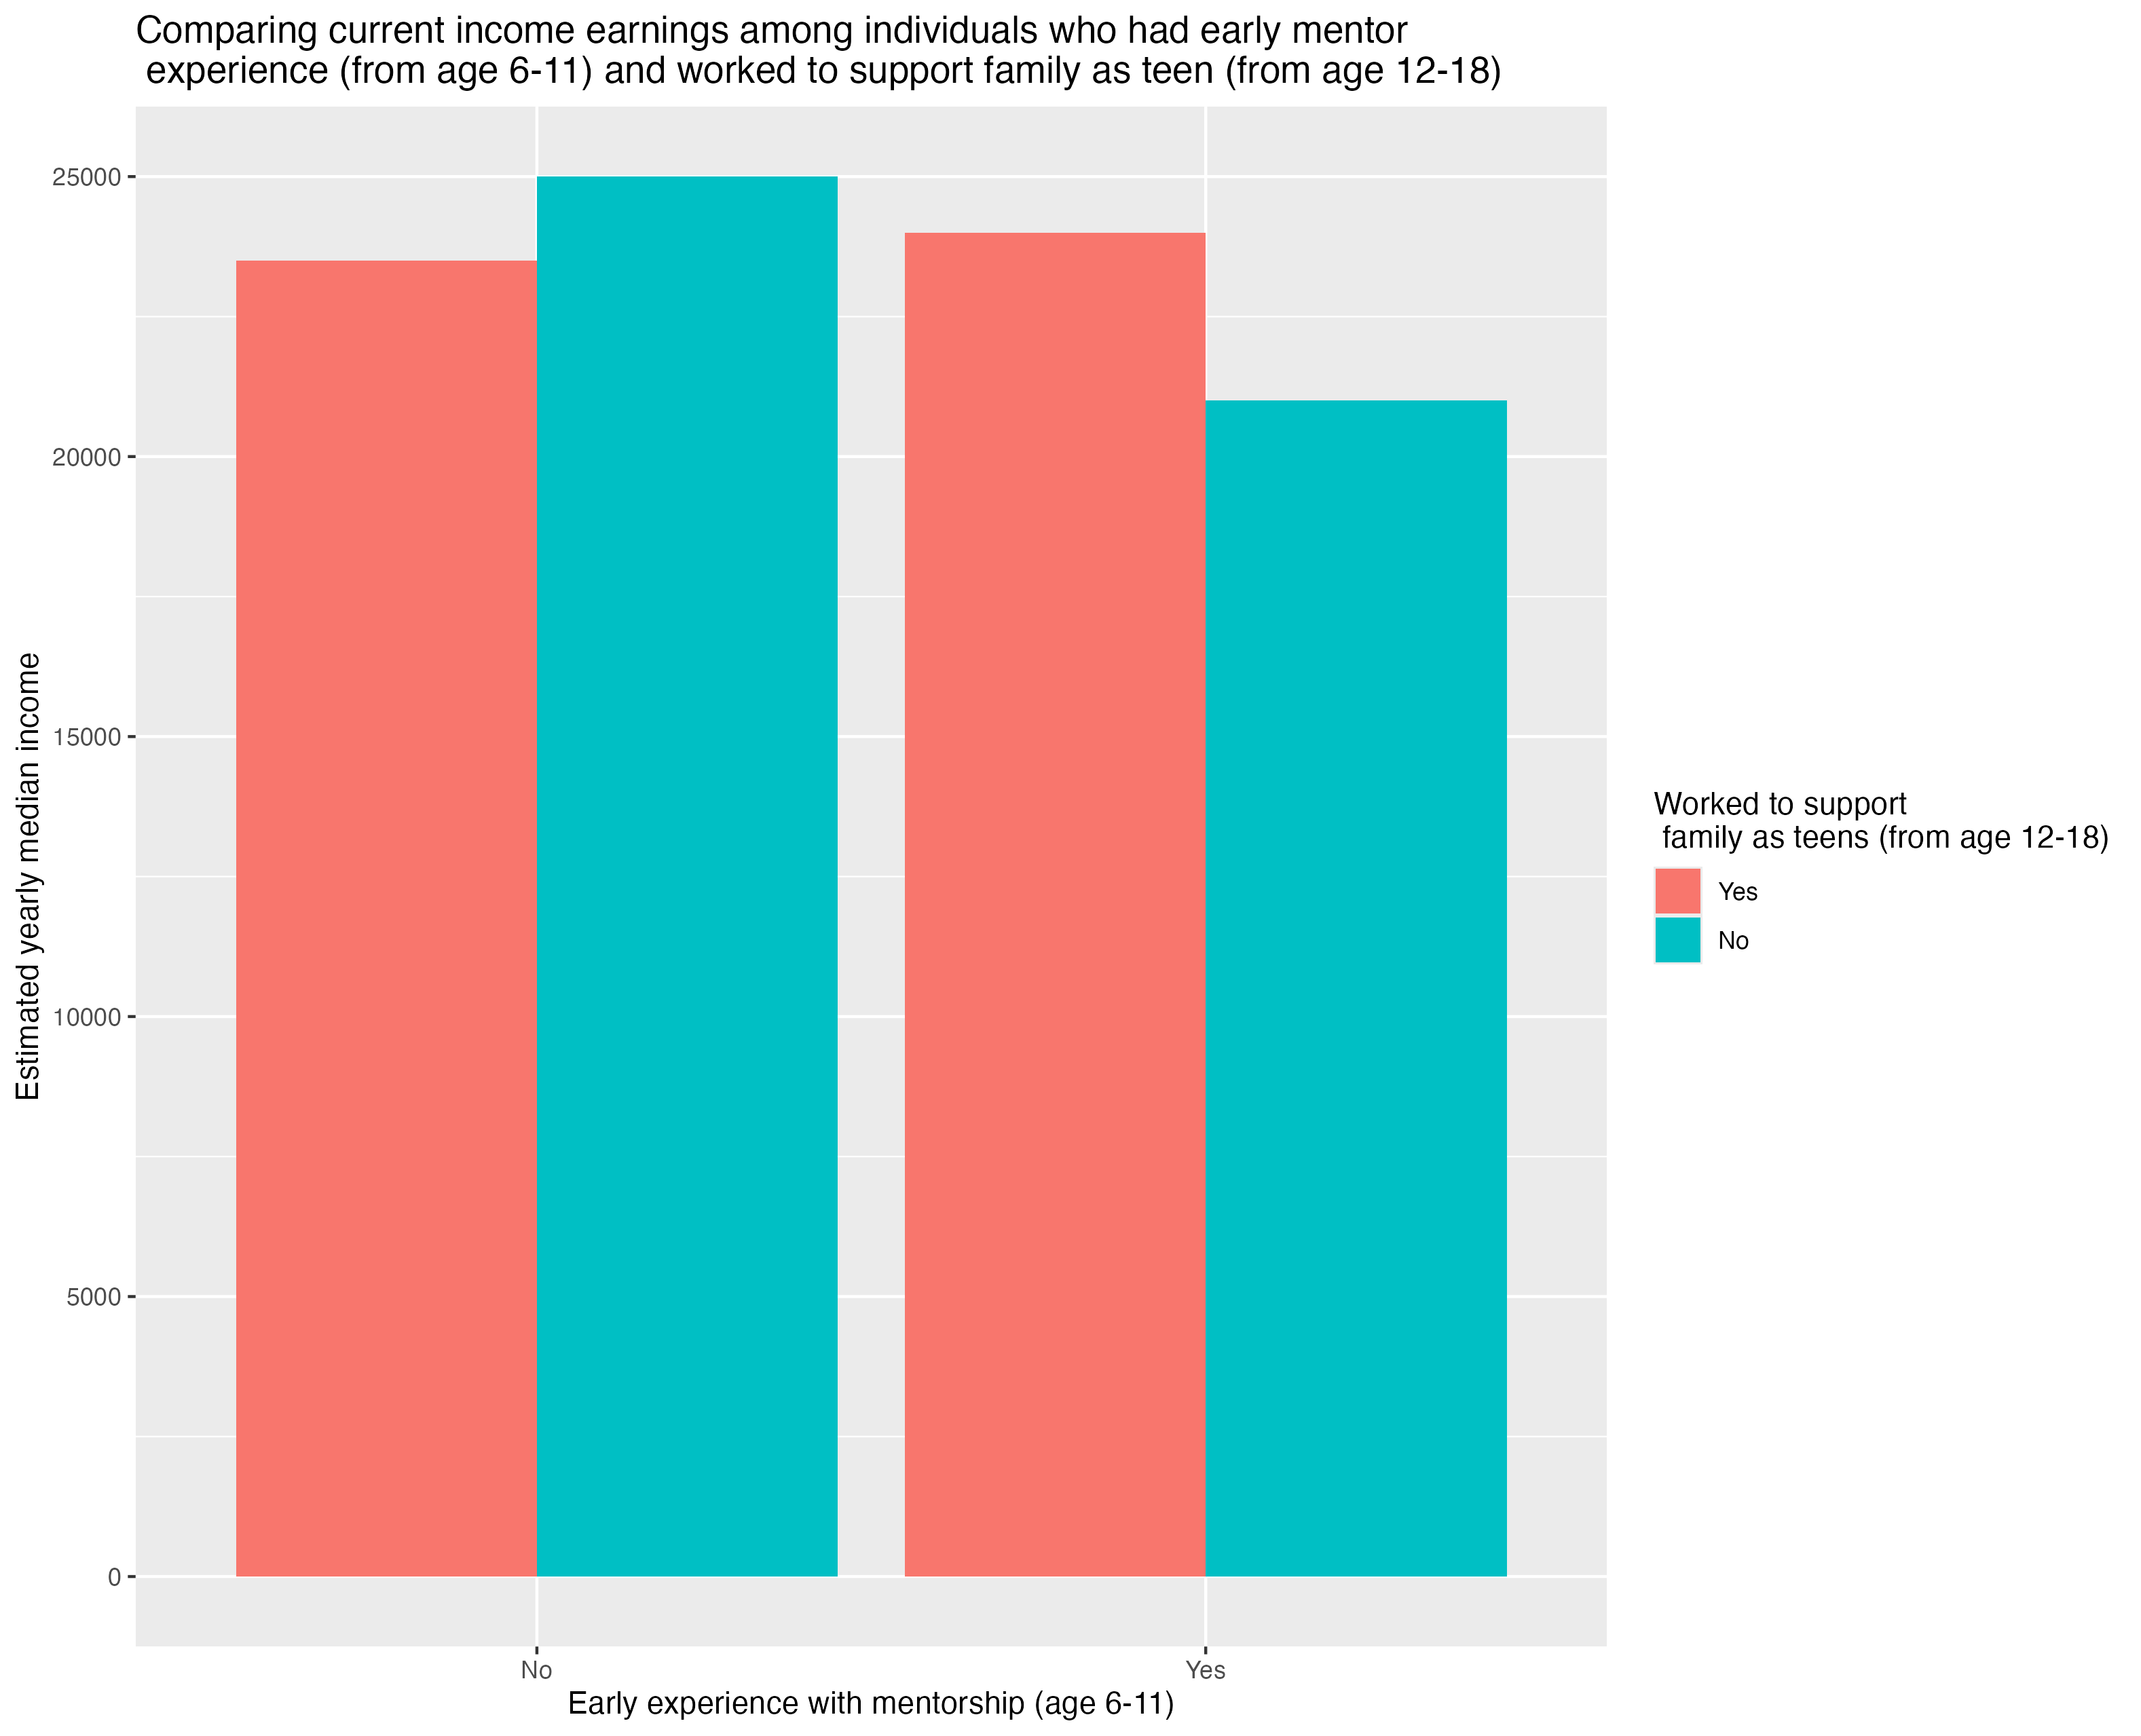 Comparing current income earnings among individuals who had early mentor
experience (from age 6-11) and worked to support family as teen (from age 12-18)
25000
20000
15000
10000
5000
0
Estimated yearly median income
No
Yes
Early experience with mentorship (age 6-11)
Worked to support
family as teens (from age 12-18)
Yes
No